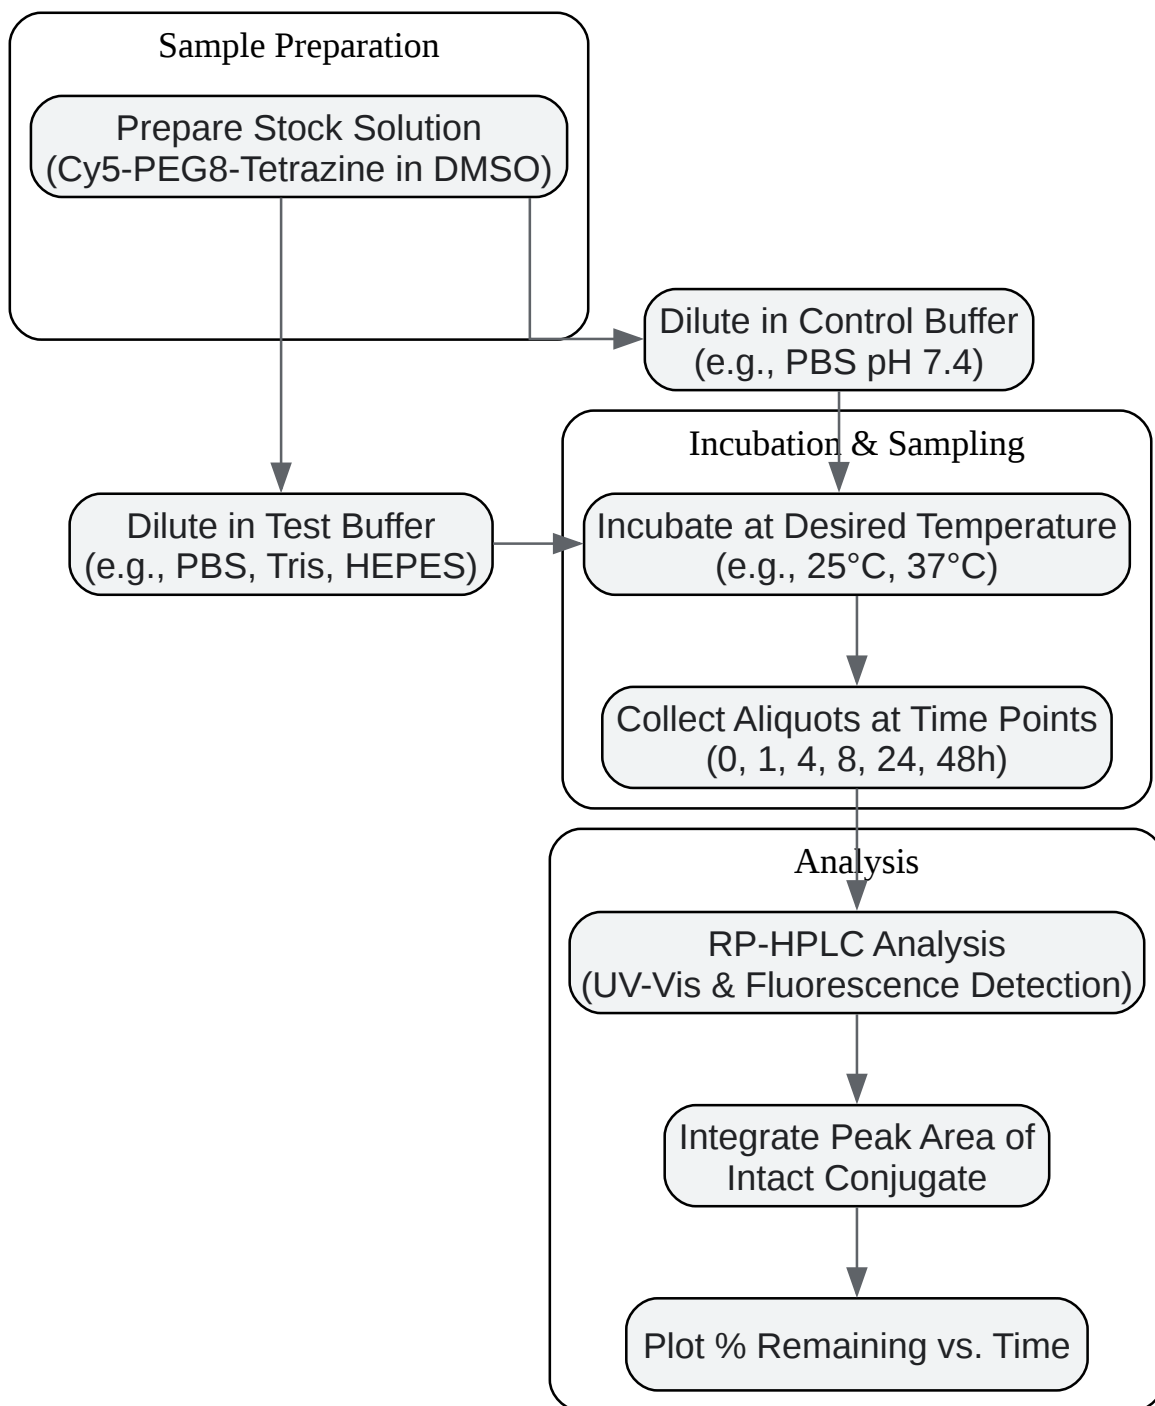 Sample Preparation
Prepare Stock Solution
(Cy5-PEG8-Tetrazine in DMSO)
Dilute in Control Buffer
(e.g., PBS pH 7.4)
Incubation & Sampling
Dilute in Test Buffer
(e.g., PBS, Tris, HEPES)
Incubate at Desired Temperature
(e.g., 25°C, 37°C)
Collect Aliquots at Time Points
(0, 1, 4, 8, 24, 48h)
Analysis
RP-HPLC Analysis
(UV-Vis & Fluorescence Detection)
Integrate Peak Area of
Intact Conjugate
Plot % Remaining vs. Time